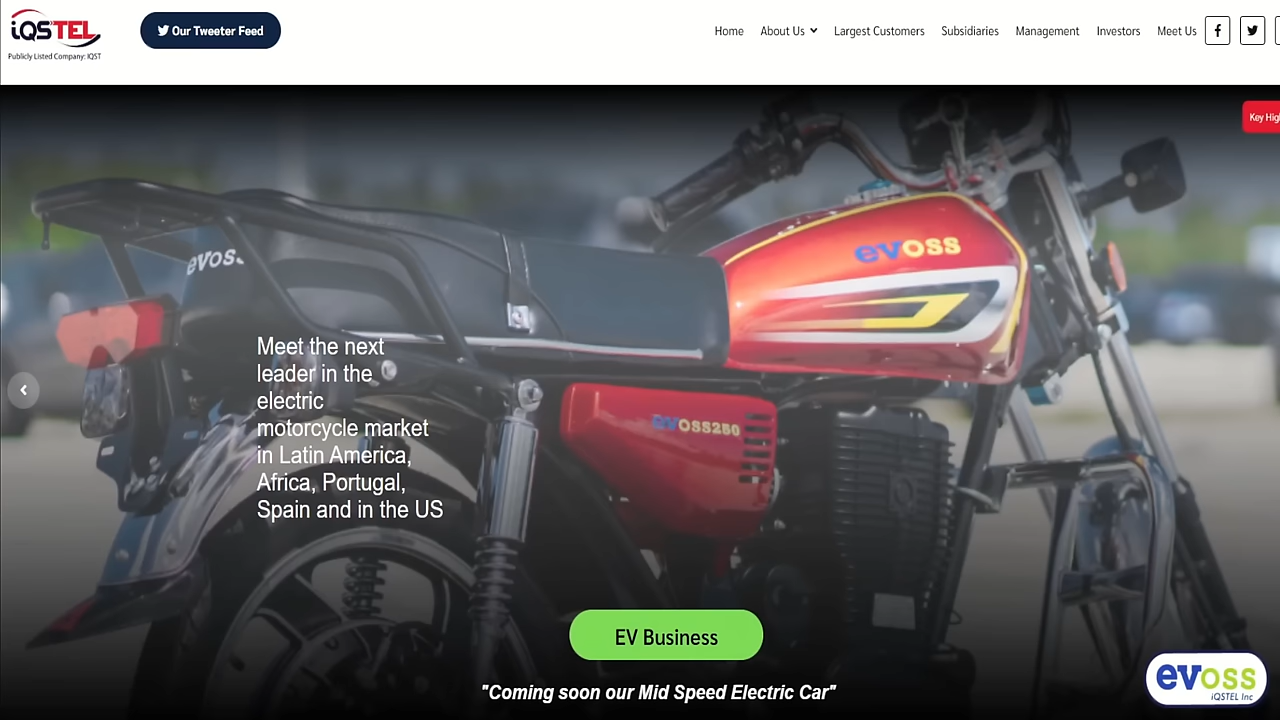 iQSTEL
Publicly Listed Company: IQST
Our Tweeter Feed
Home
About Us
Largest Customers
Subsidiaries
Management
Investors
Meet Us
Key Hig
evoss
evoss
evoss250
Meet the next
leader in the
electric
motorcycle market
in Latin America,
Africa, Portugal,
Spain and in the US
EV Business
"Coming soon our Mid Speed Electric Car"
evoss
iQSTEL Inc